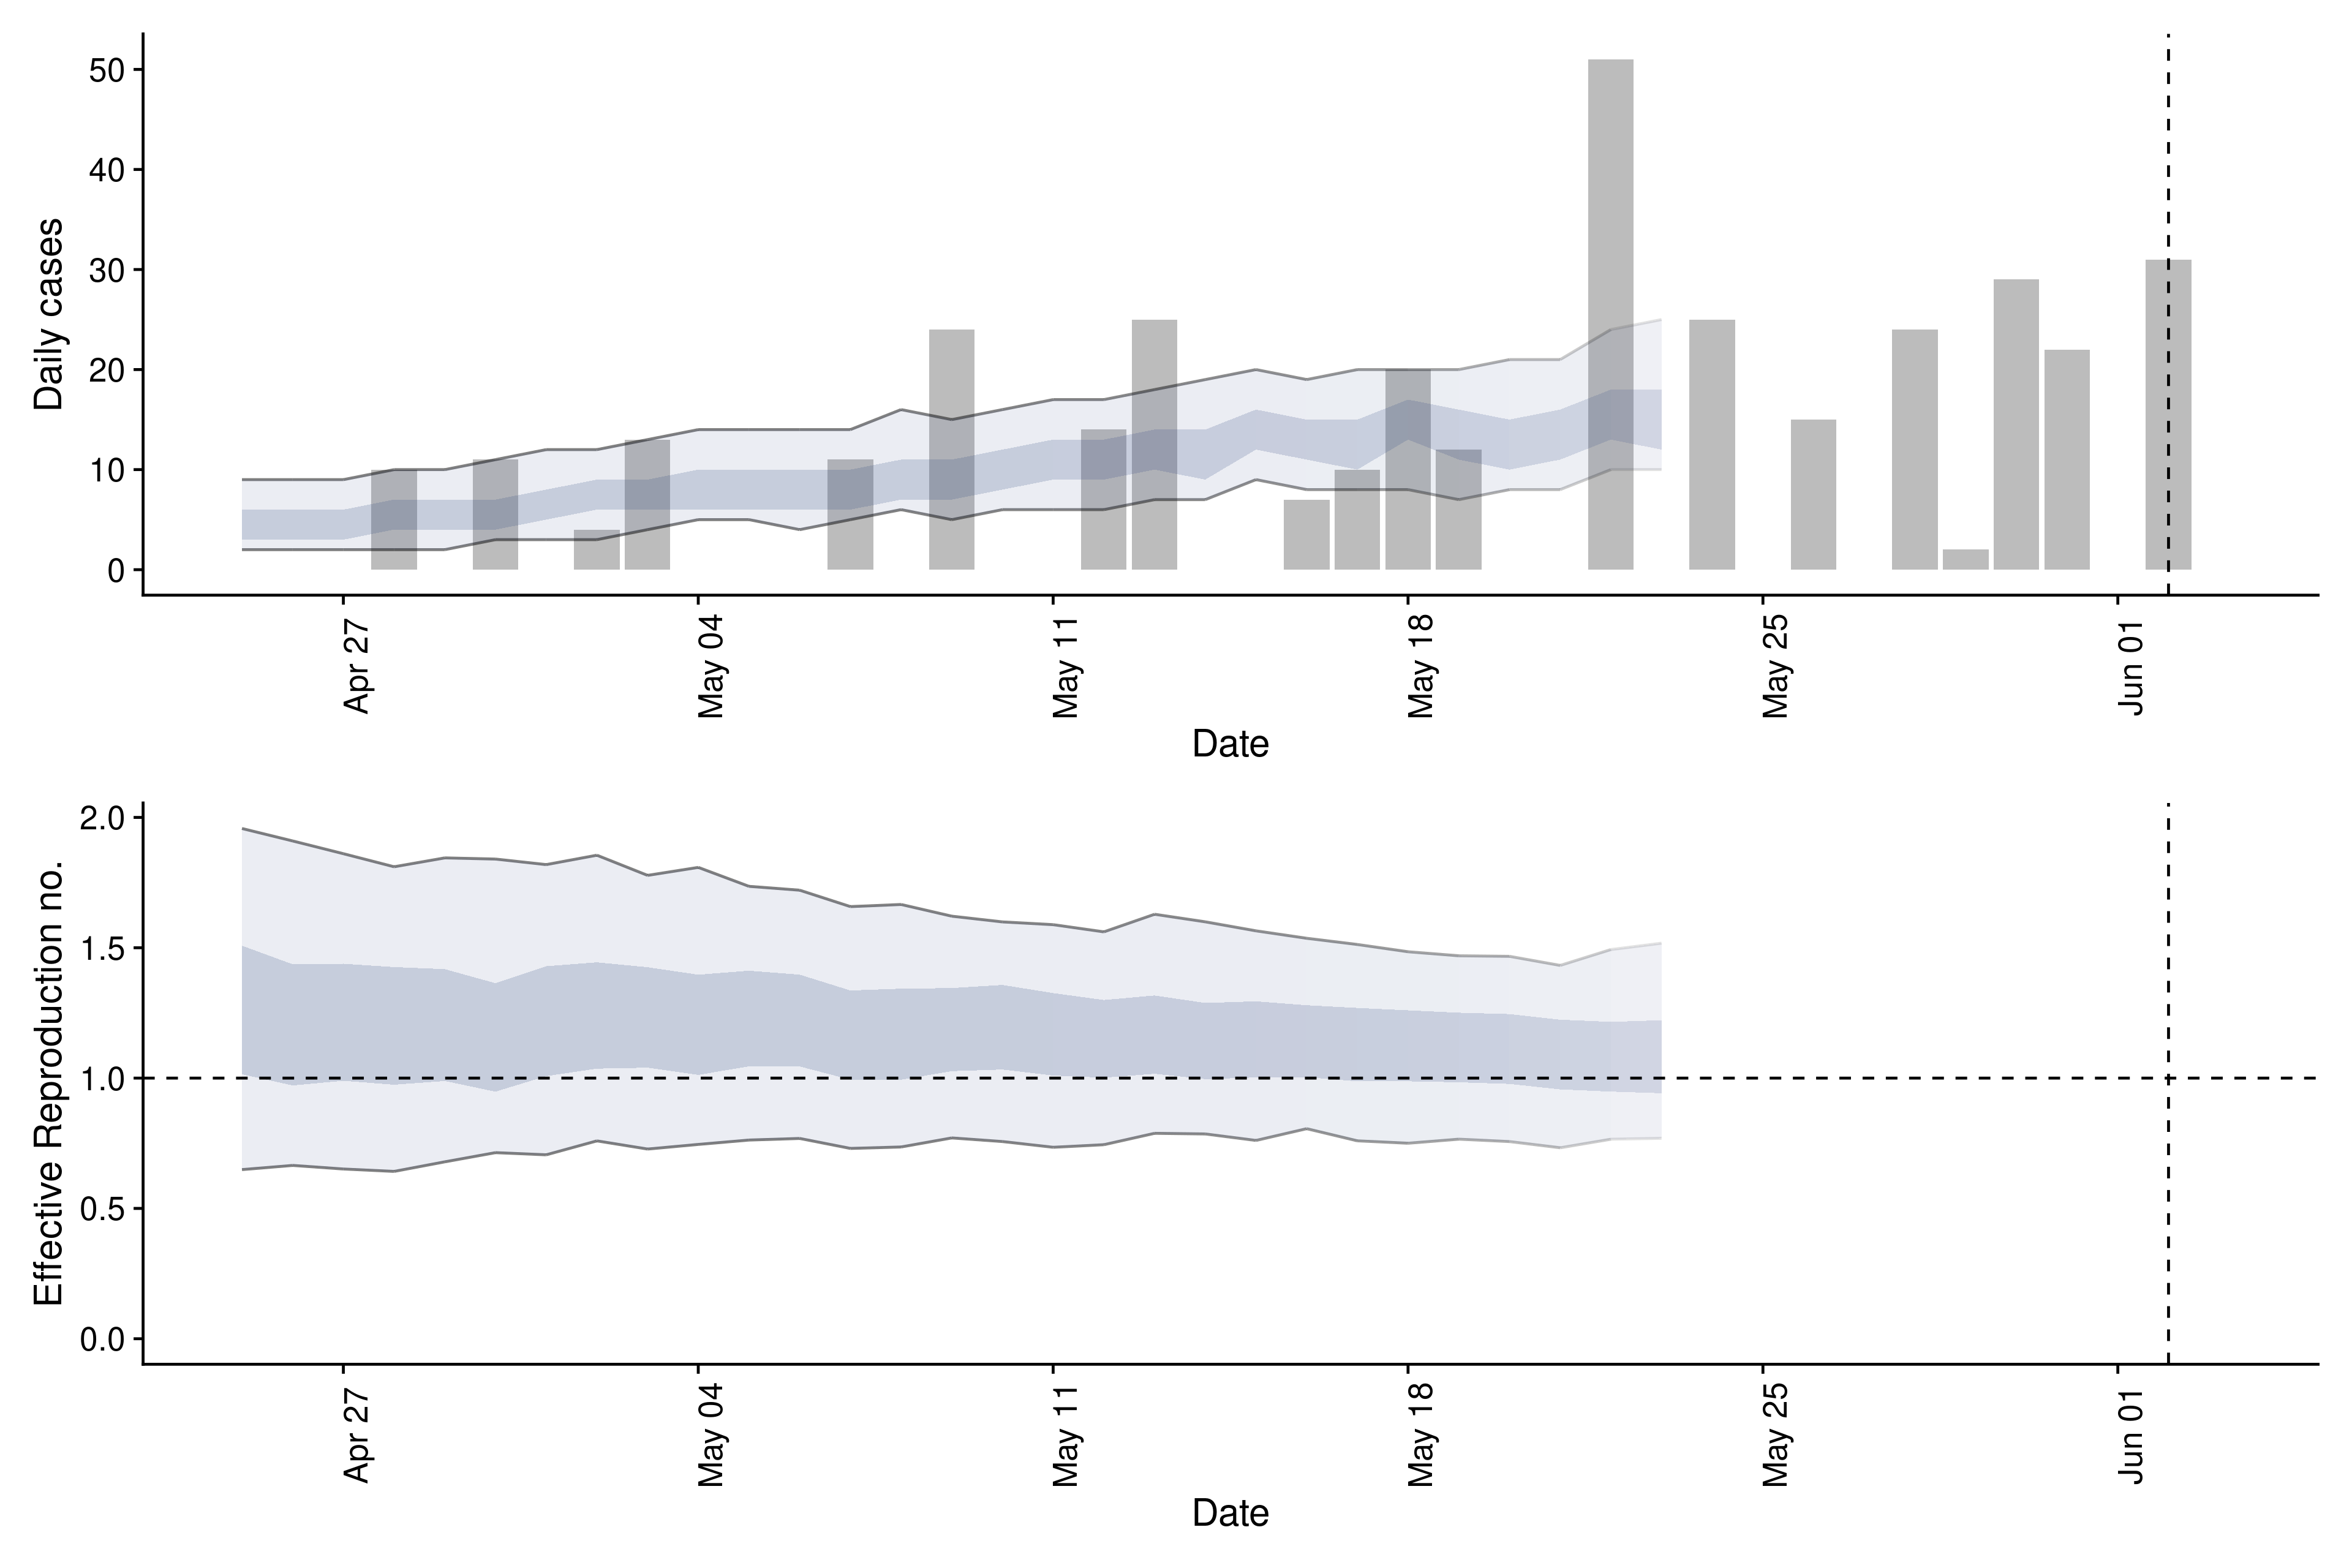 Daily cases
50
40
30
20
10
0
Apr 27
May 04
May 11
May 18
May 25
Jun 01
Date
Effective Reproduction no.
2.0
1.5
1.0
0.5
0.0
Apr 27
May 04
May 11
May 18
May 25
Jun 01
Date